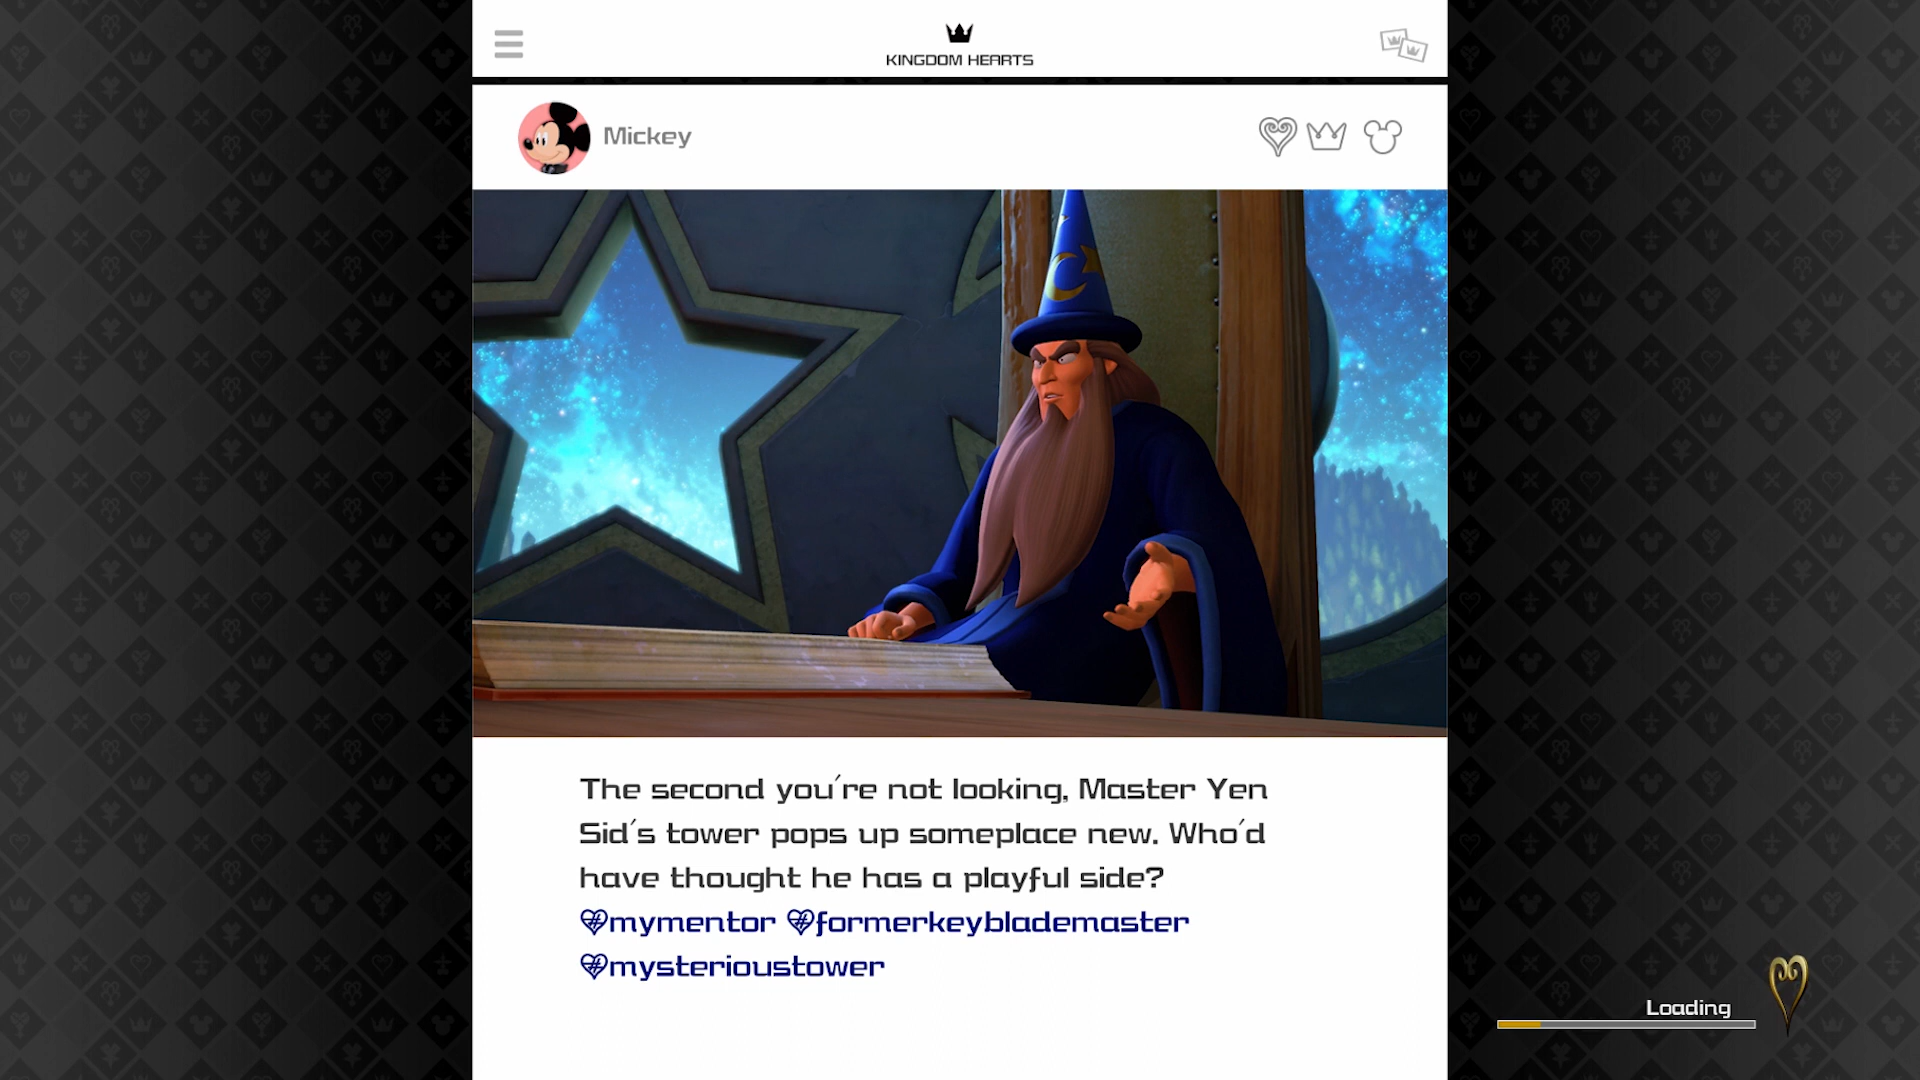 KINGDOM HEARTS
Mickey
The second you're not looking, Master Yen
Sid's tower pops up someplace new. Who'd
have thought he has a playful side?
#mymentor #formerkeyblademaster
#mysterioustower
Loading